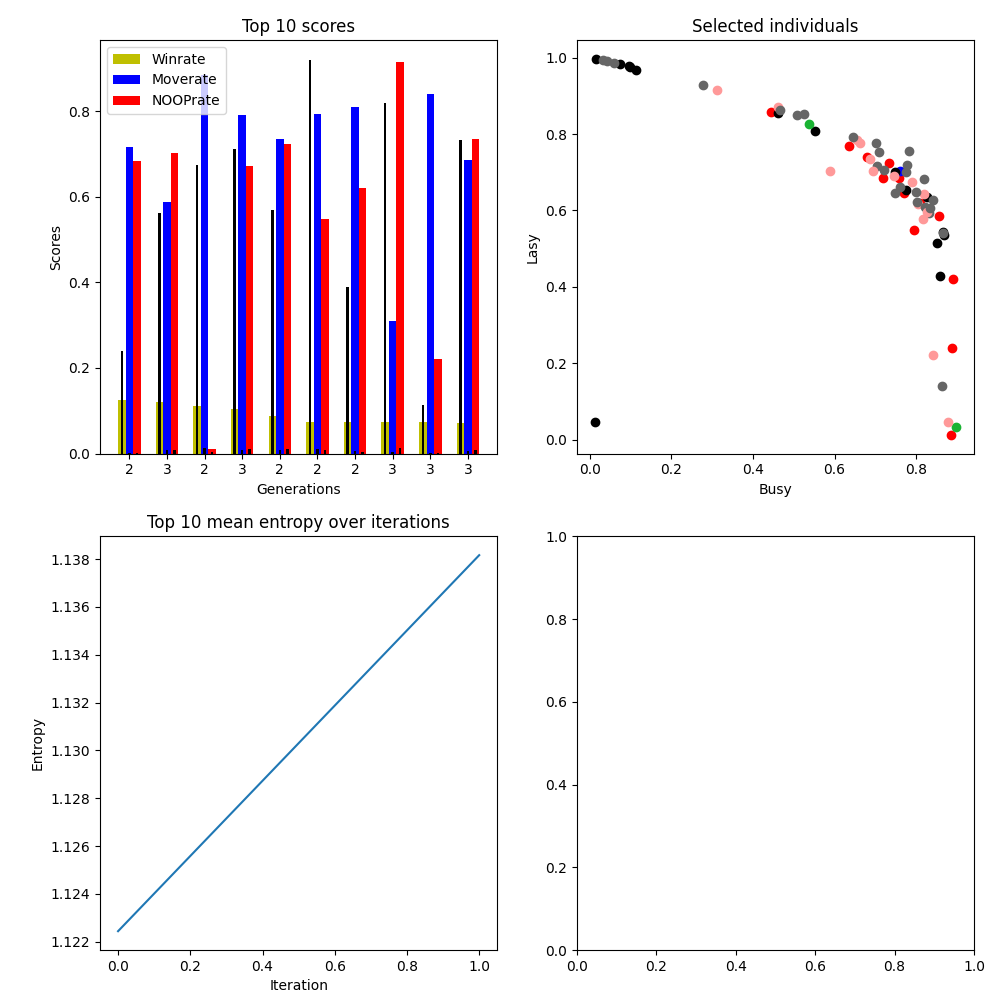 Top 10 scores
Winrate
Moverate
NOOPrate
0.8
0.6
0.4
0.2
0.0
Scores
2 3 2 3 2 2 2 3 3 3
Generations
Selected individuals
1.0
0.8
0.6
0.4
0.2
0.0
Lasy
0.0 0.2 0.4 0.6 0.8
Busy
Top 10 mean entropy over iterations
1.138
1.136
1.134
1.132
1.130
1.128
1.126
1.124
1.122
Entropy
0.0 0.2 0.4 0.6 0.8 1.0
Iteration
1.0
0.8
0.6
0.4
0.2
0.0
0.0 0.2 0.4 0.6 0.8 1.0